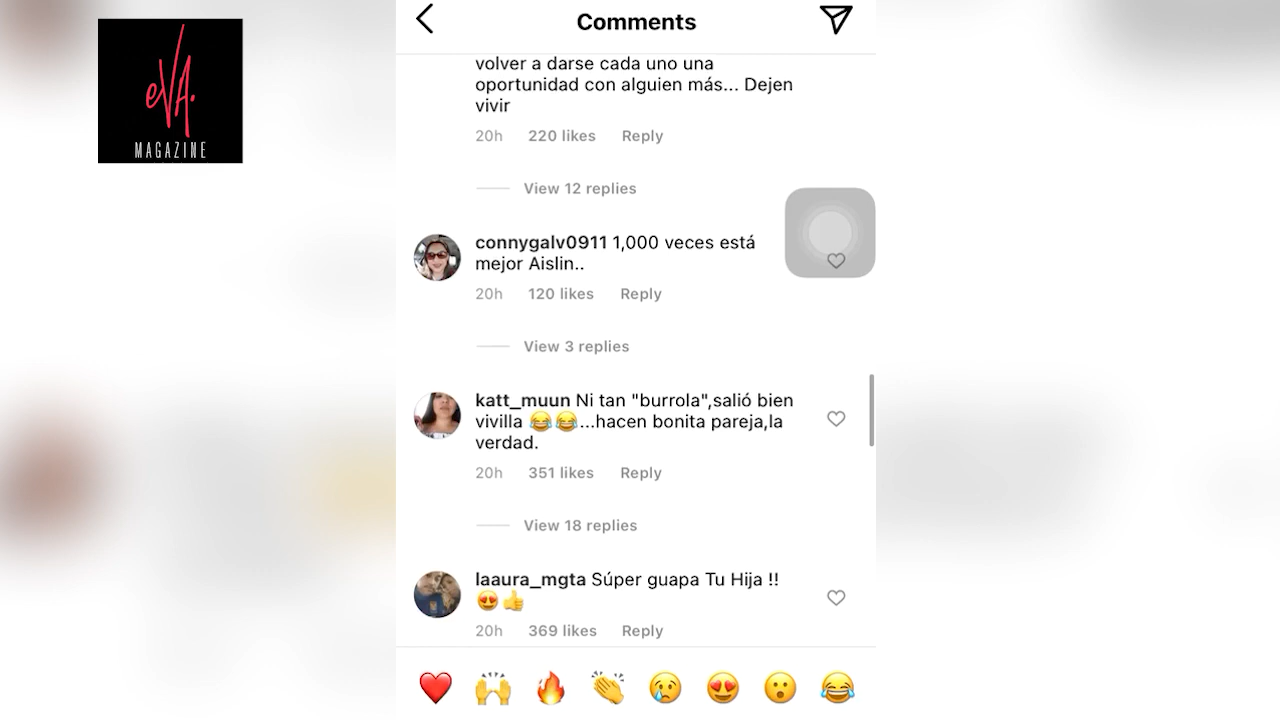 eVA.
MAGAZINE
Comments
volver a darse cada uno una
oportunidad con alguien más... Dejen
vivir
20h 220 likes Reply
View 12 replies
connygalv0911 1,000 veces está
mejor Aislin..
20h 120 likes Reply
View 3 replies
katt_muun Ni tan "burrola",salió bien
vivilla 😂😂...hacen bonita pareja,la
verdad.
20h 351 likes Reply
View 18 replies
laaura_mgta Súper guapa Tu Hija !!
😍👍
20h 369 likes Reply